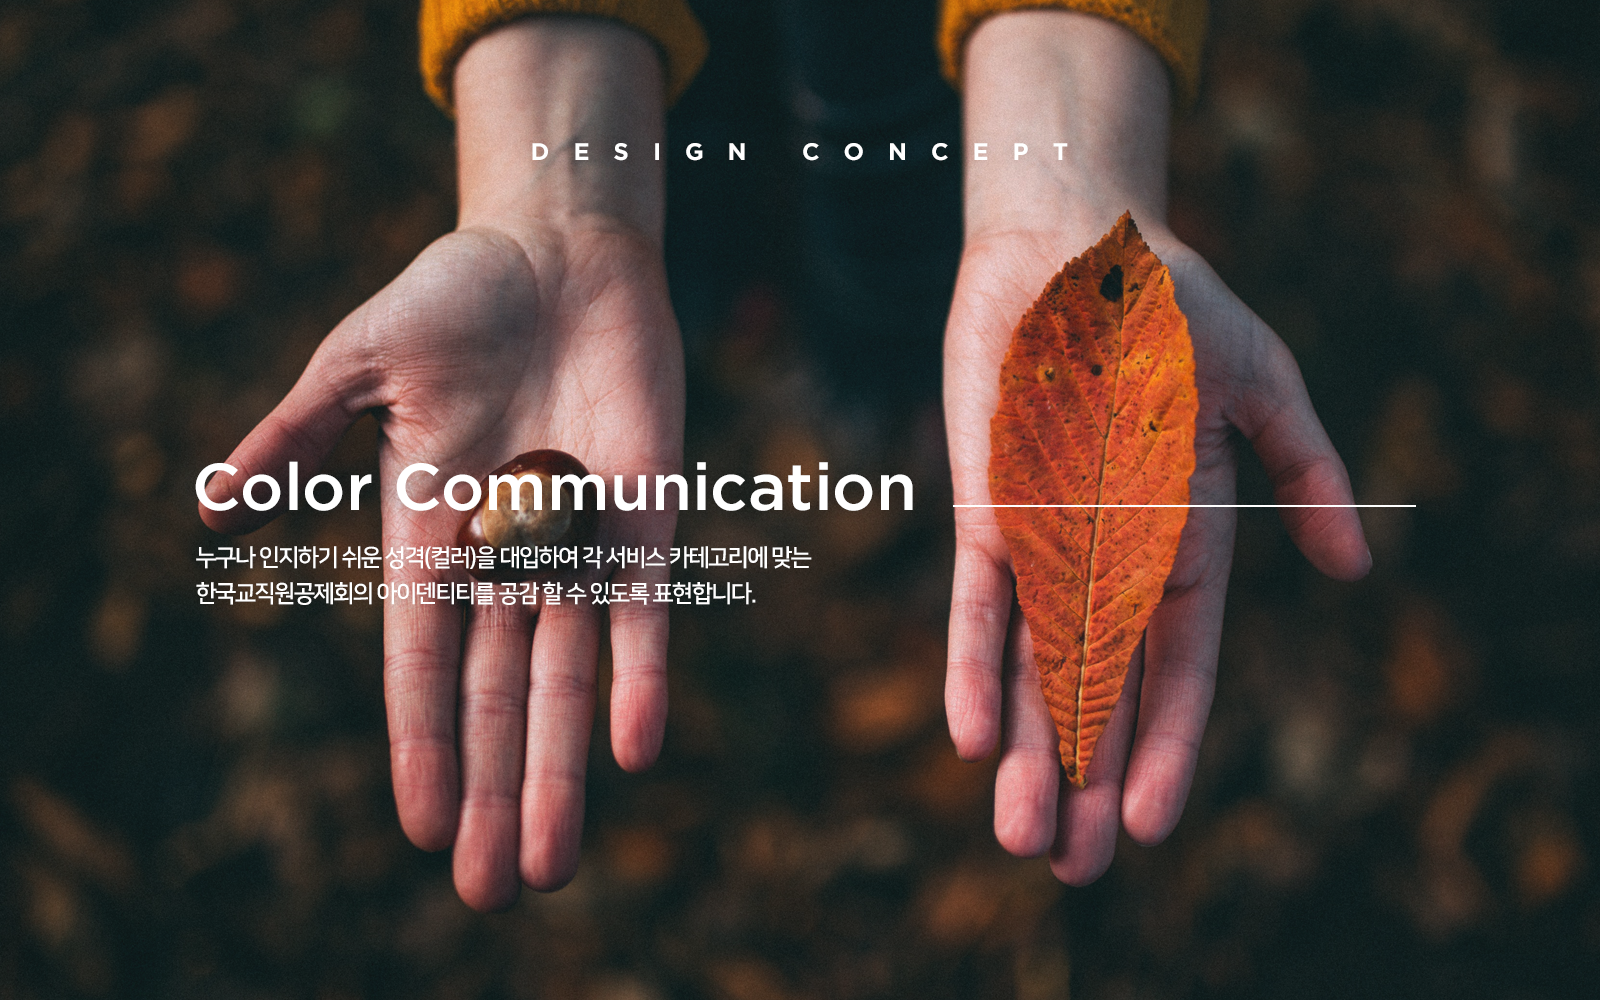 DESIGN CONCEPT
Color Communication
누구나 인지하기 쉬운 성격(컬러)을 대입하여 각 서비스 카테고리에 맞는
한국교직원공제회의 아이덴티티를 공감 할 수 있도록 표현합니다.